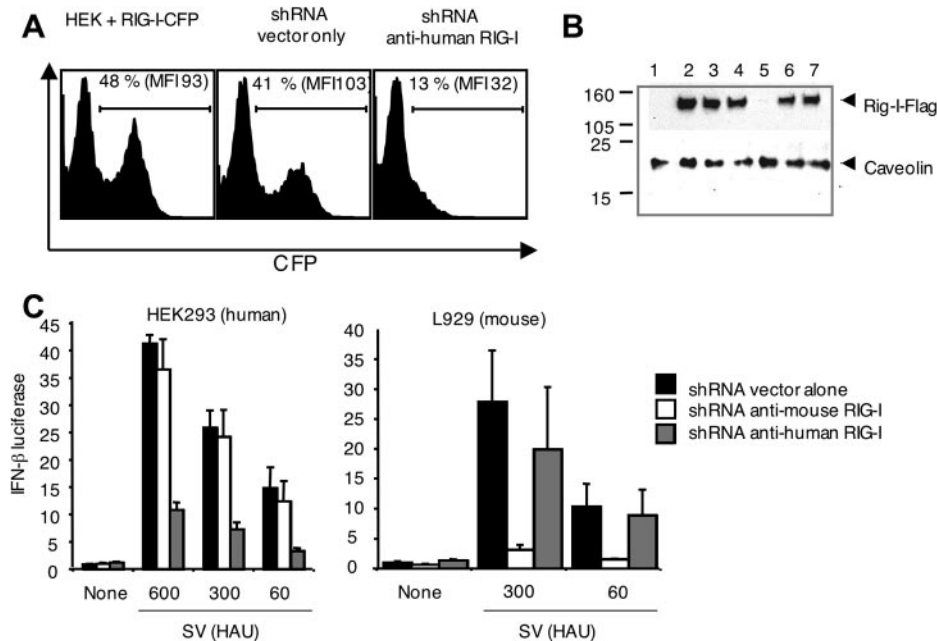 A
HEK + RIG-I-CFP
shRNA
vector only
shRNA
anti-human RIG-I
48 % (MFI93)
41 % (MFI103)
13 % (MFI32)
CFP
B
1 2 3 4 5 6 7
160
105
25
15
Rig-I-Flag
Caveolin
C
HEK293 (human)
IFN-β luciferase
45
40
35
30
25
20
15
10
5
0
None 600 300 60
SV (HAU)
L929 (mouse)
40
35
30
25
20
15
10
5
0
None 300 60
SV (HAU)
shRNA vector alone
shRNA anti-mouse RIG-I
shRNA anti-human RIG-I